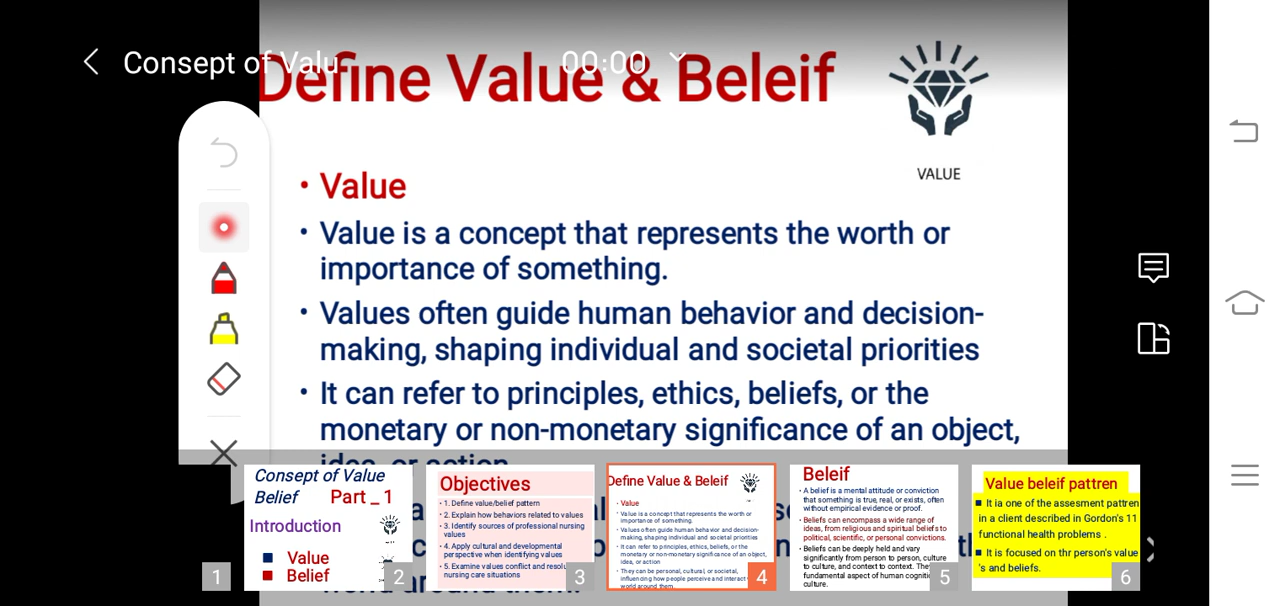 Consept of Valu
00:00
Define Value & Beleif
VALUE
• Value
• Value is a concept that represents the worth or
importance of something.
• Values often guide human behavior and decision-
making, shaping individual and societal priorities
• It can refer to principles, ethics, beliefs, or the
monetary or non-monetary significance of an object,
idea, or action
world around them.
Consept of Value
Belief Part _ 1
Introduction
Value
Belief
1
2
Objectives
• 1. Define value/belief pattern
• 2. Explain how behaviors related to values
• 3. Identify sources of professional nursing
values
• 4. Apply cultural and developmental
perspective when identifying values
• 5. Examine values conflict and resol
nursing care situations
3
Define Value & Beleif
• Value
• Value is a concept that represents the worth or
importance of something.
• Values often guide human behavior and decision-
making, shaping individual and societal priorities
• It can refer to principles, ethics, beliefs, or the
monetary or non-monetary significance of an object,
idea, or action
• They can be personal, cultural, or societal,
influencing how people perceive and interact
world around them.
4
Beleif
• A belief is a mental attitude or conviction
that something is true, real, or exists, often
without empirical evidence or proof.
• Beliefs can encompass a wide range of
ideas, from religious and spiritual beliefs to
political, scientific, or personal convictions.
• Beliefs can be deeply held and vary
significantly from person to person, culture
to culture, and context to context. The
fundamental aspect of human cogniti
culture.
5
Value beleif pattren
It ia one of the assesment pattren
in a client described in Gordon's 11
functional health problems .
It is focused on thr person's value
's and beliefs.
6